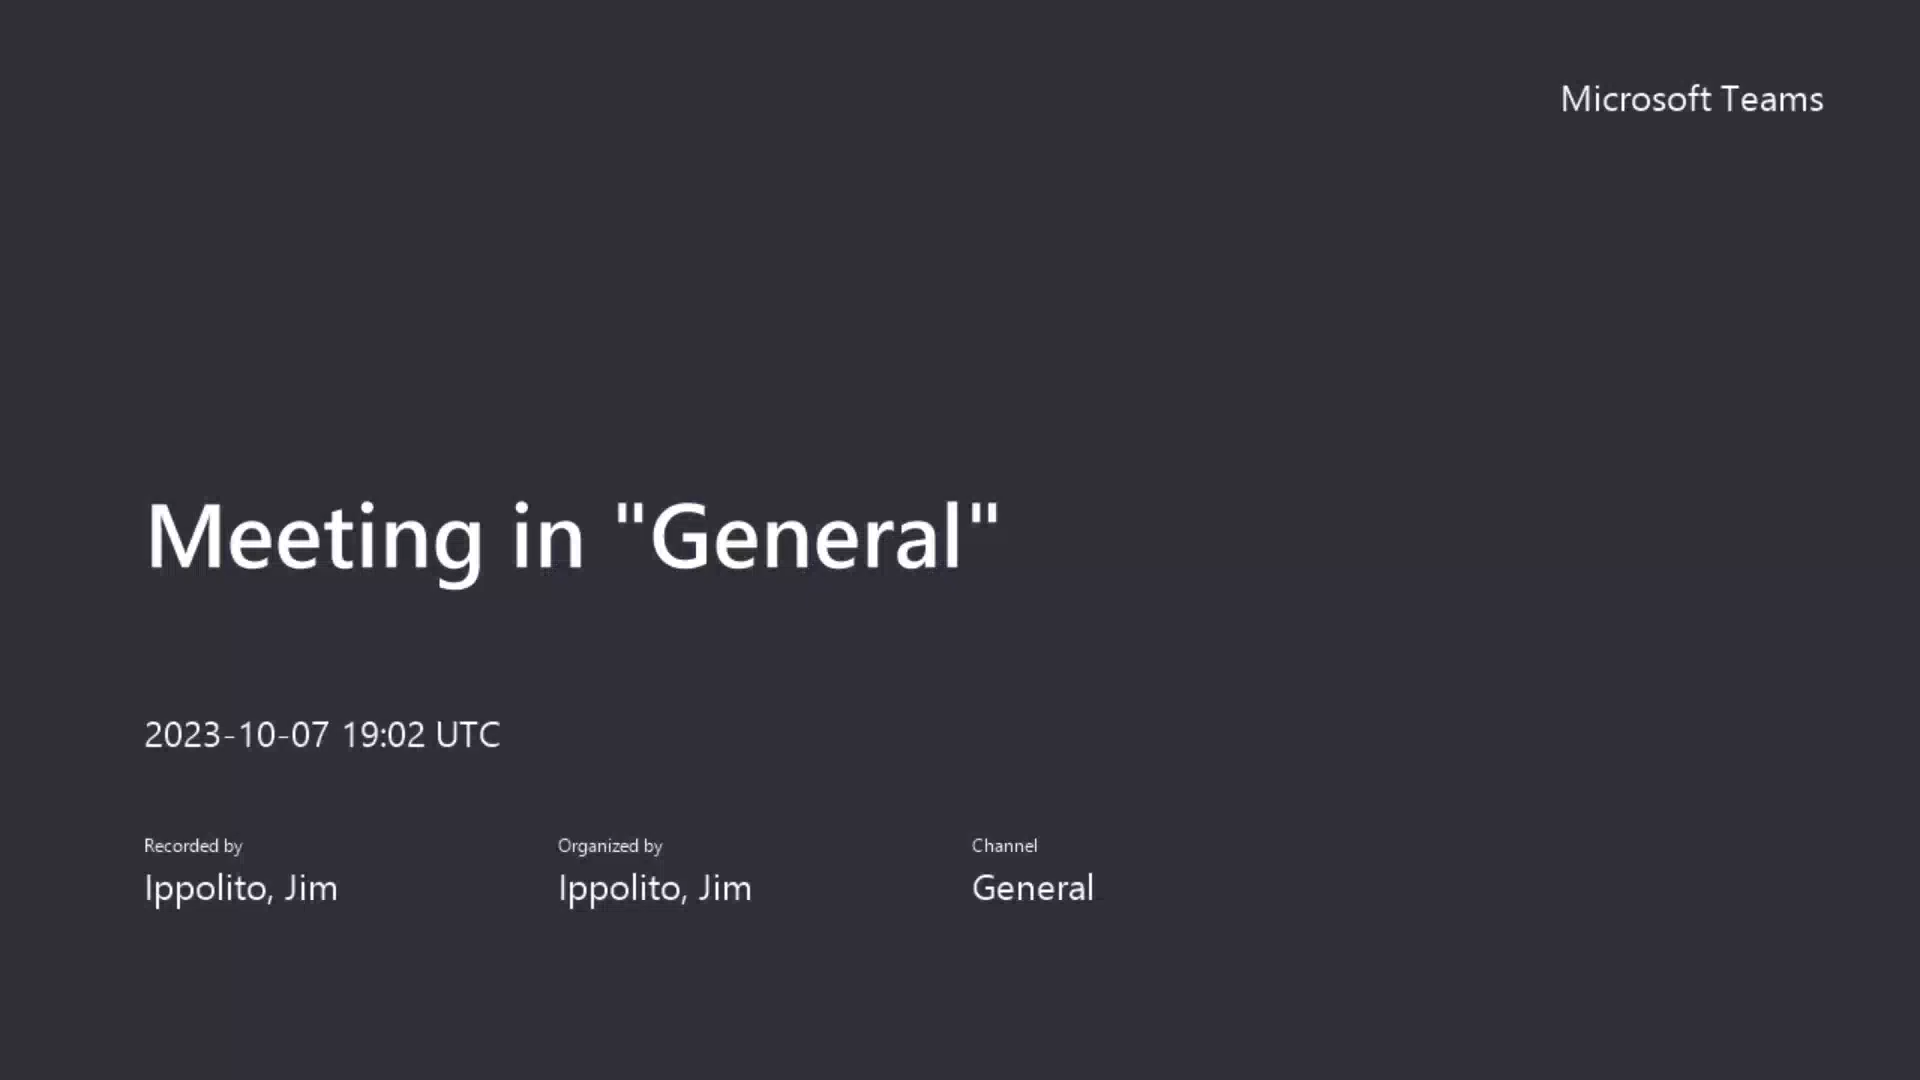 Microsoft Teams
Meeting in "General"
2023-10-07 19:02 UTC
Recorded by
Ippolito, Jim
Organized by
Ippolito, Jim
Channel
General